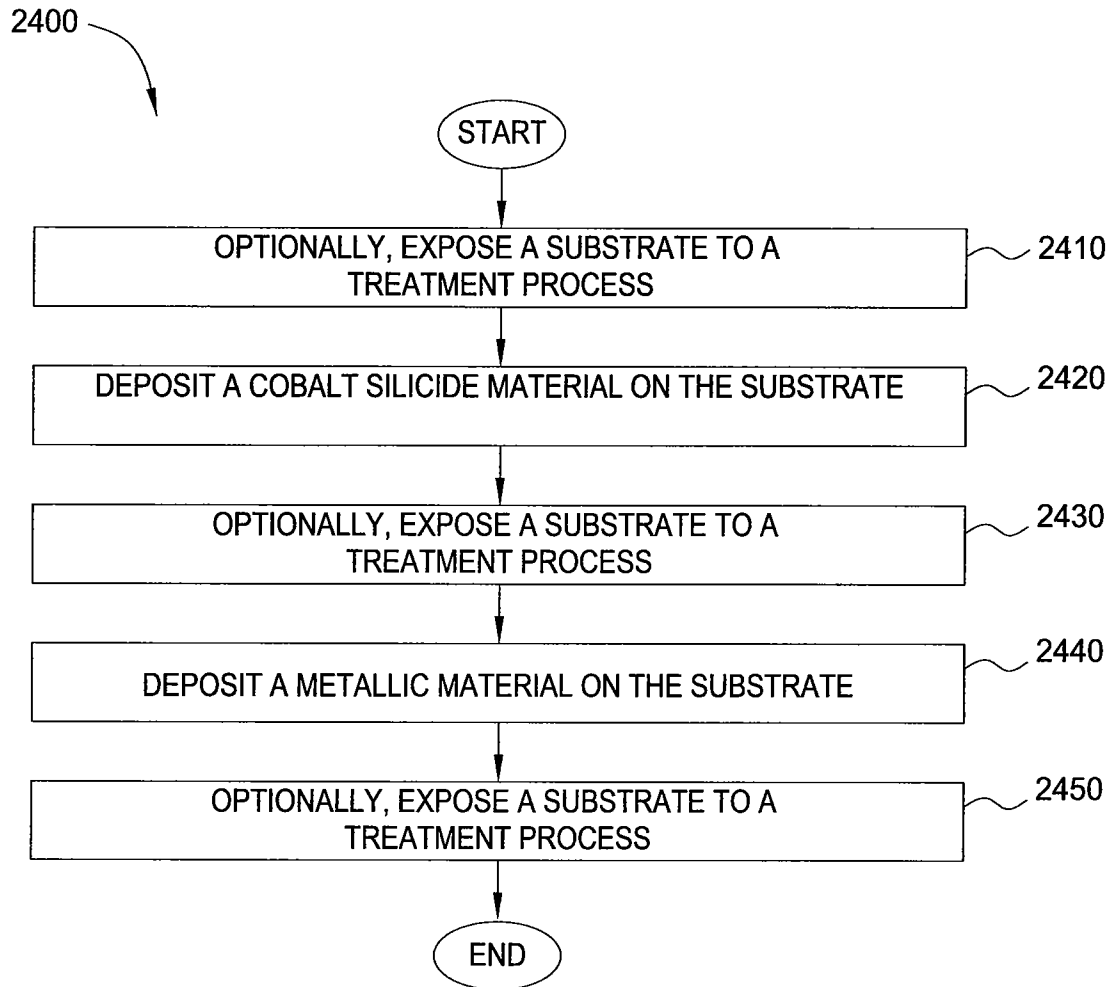 2400
START
OPTIONALLY, EXPOSE A SUBSTRATE TO A
TREATMENT PROCESS
2410
DEPOSIT A COBALT SILICIDE MATERIAL ON THE SUBSTRATE
2420
OPTIONALLY, EXPOSE A SUBSTRATE TO A
TREATMENT PROCESS
2430
DEPOSIT A METALLIC MATERIAL ON THE SUBSTRATE
2440
OPTIONALLY, EXPOSE A SUBSTRATE TO A
TREATMENT PROCESS
2450
END